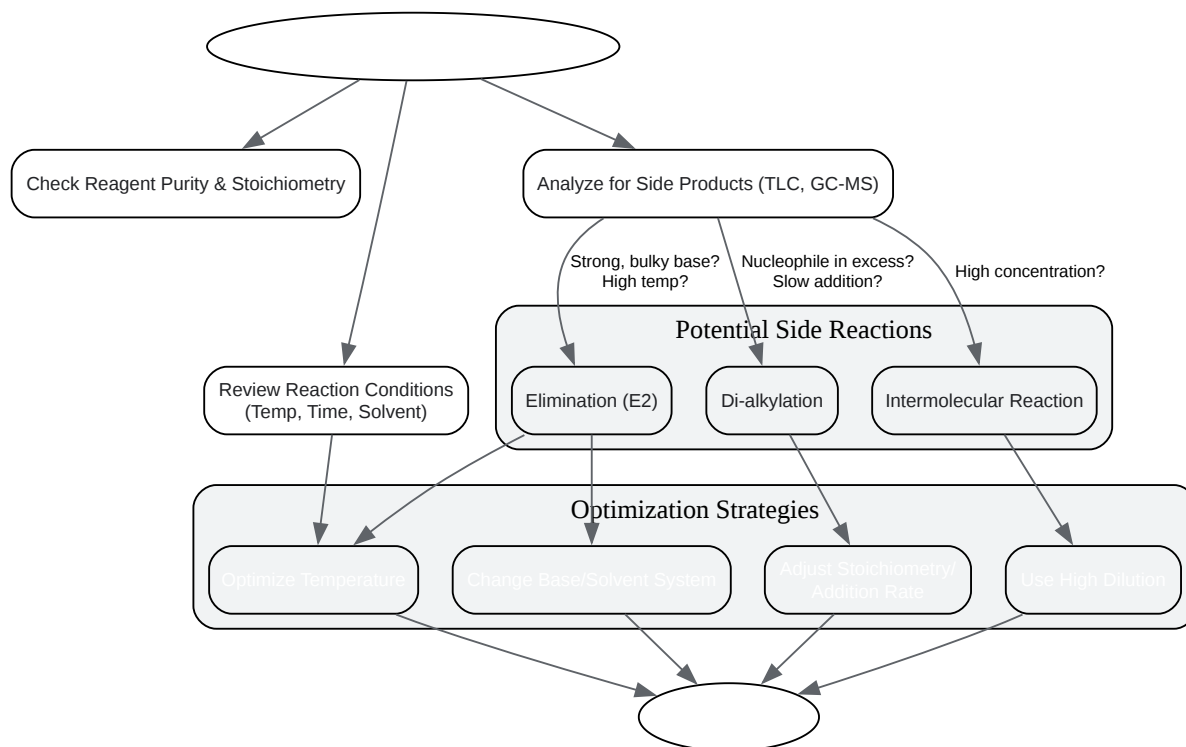 Check Reagent Purity & Stoichiometry
Analyze for Side Products (TLC, GC-MS)
Strong, bulky base?
High temp?
Nucleophile in excess?
Slow addition?
High concentration?
Potential Side Reactions
Review Reaction Conditions
(Temp, Time, Solvent)
Elimination (E2)
Di-alkylation
Intermolecular Reaction
Optimization Strategies
Optimize Temperature
Change Base/Solvent System
Adjust Stoichiometry/
Addition Rate
Use High Dilution